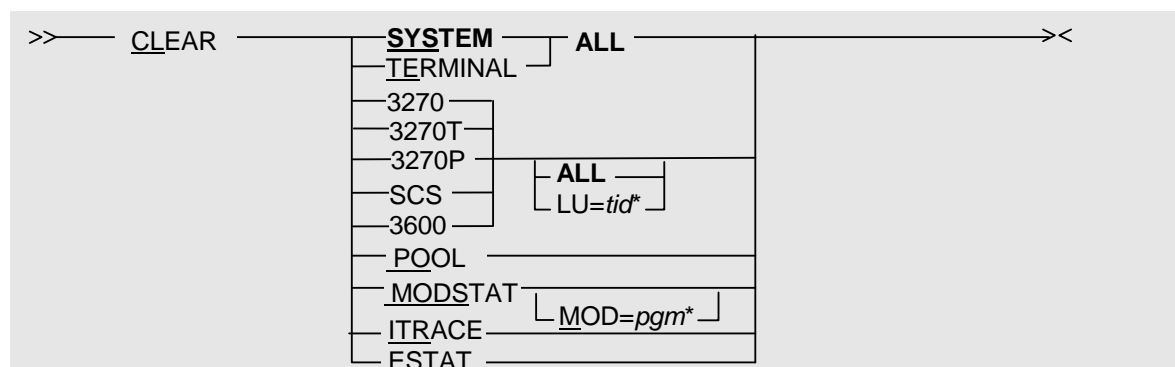 >> CLEAR SYSTEM ALL ><
TERMINAL
3270
3270T
3270P ALL
SCS LU=tid*
3600
POOL
MODSTAT MOD=pgm*
ITRACE